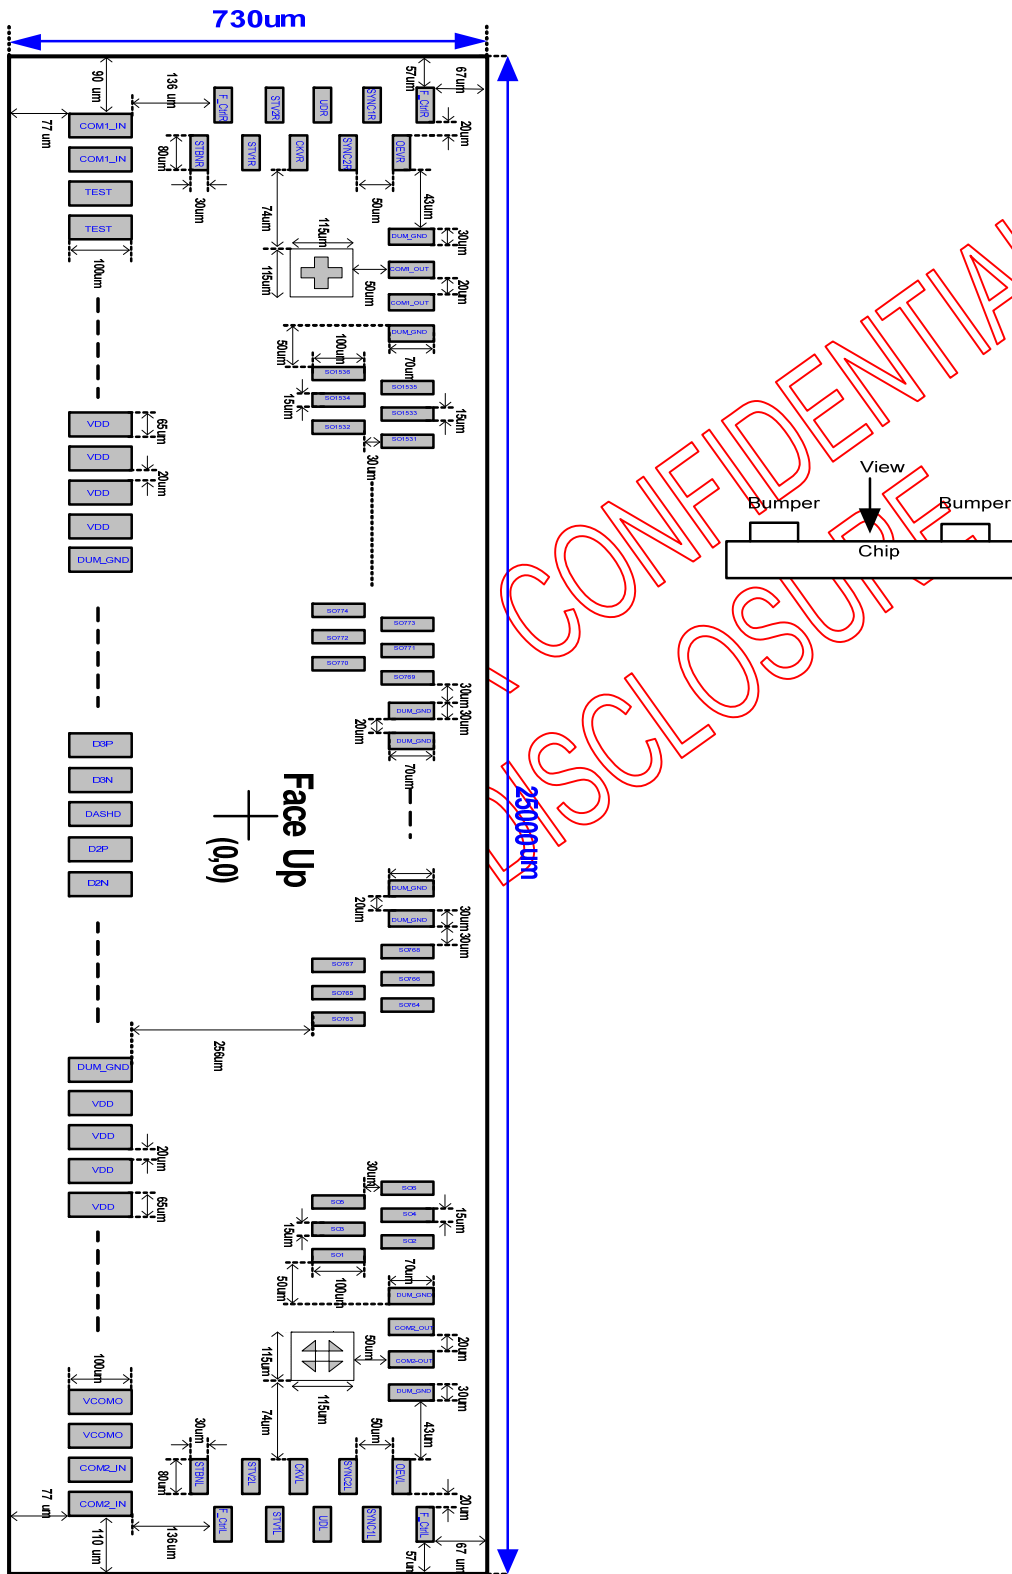 730um
90 um
136 um
57um
67um
77 um
F_CtrlR
STV2R
UDR
SYNC1R
F_CtrlR
20um
COM1_IN
COM1_IN
TEST
TEST
80um
STBNR
STV1R
CKVR
SYNC2R
OEVR
30um
74um
50um
43um
100um
115um
115um
50um
DUM_GND
30um
COM1_OUT
20um
COM1_OUT
DUM_GND
50um
100um
70um
SO1536
SO1535
SO1534
15um
SO1533
15um
SO1532
SO1531
30um
VDD
65um
VDD
20um
VDD
VDD
DUM_GND
CONFIDENTIAL
DISCLOSURE
View
Bumper
Bumper
Chip
SO774
SO773
SO772
SO771
SO770
SO769
30um
DUM_GND
30um
20um
DUM_GND
70um
D3P
D3N
DASHD
D2P
D2N
Face Up
(0,0)
25000um
DUM_GND
20um
DUM_GND
30um
30um
SO768
SO767
SO766
SO765
SO764
SO763
256um
DUM_GND
VDD
VDD
20um
VDD
VDD
65um
30um
SO6
SO5
SO4
15um
SO3
15um
SO2
SO1
50um
100um
70um
DUM_GND
COM2_OUT
20um
COM2-OUT
50um
DUM_GND
30um
115um
115um
74um
43um
100um
VCOMO
VCOMO
COM2_IN
COM2_IN
30um
50um
80um
STBNL
STV2L
CKVL
SYNC2L
OEVL
20um
77 um
110 um
136um
F_CtrlL
STV1L
UDL
SYNC1L
F_CtrlL
57um
67 um